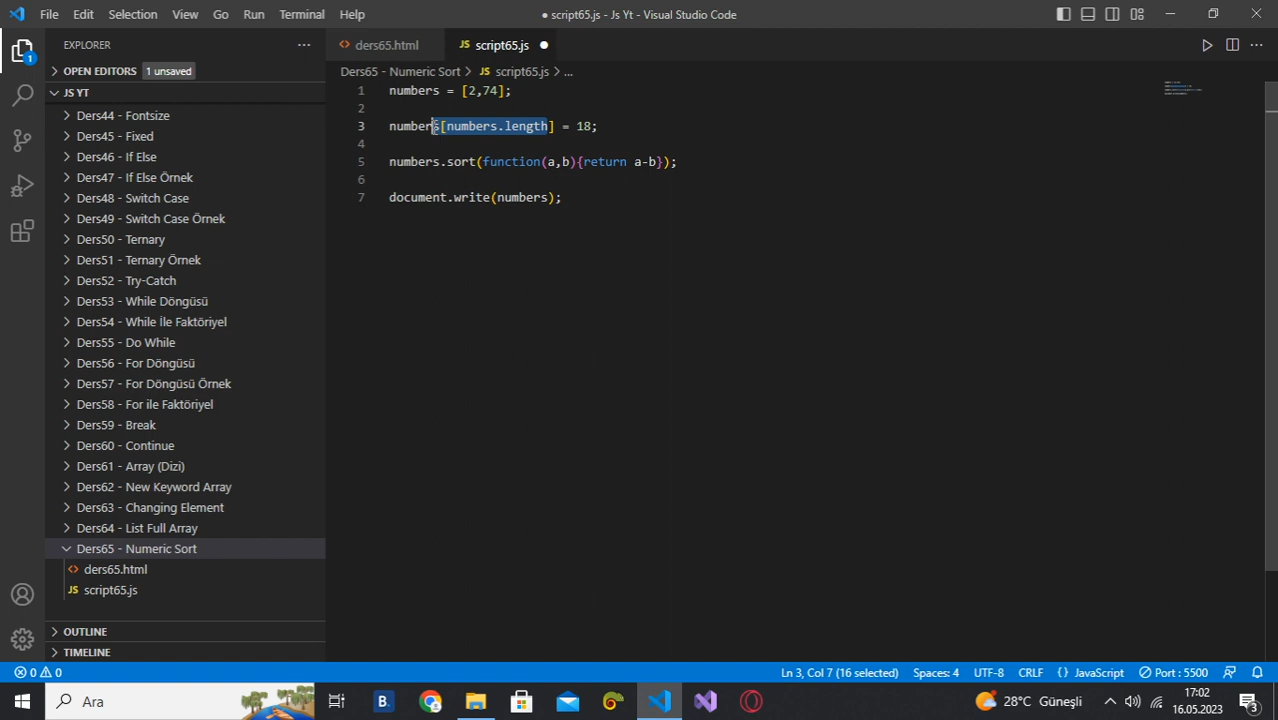 File Edit Selection View Go Run Terminal Help
● script65.js - Js Yt - Visual Studio Code
EXPLORER
ders65.html
JS script65.js
OPEN EDITORS 1 unsaved
Ders65 - Numeric Sort > JS script65.js > ...
JS YT
1 numbers = [2,74];
2
3 numbers[numbers.length] = 18;
4
5 numbers.sort(function(a,b){return a-b});
6
7 document.write(numbers);
Ders44 - Fontsize
Ders45 - Fixed
Ders46 - If Else
Ders47 - If Else Örnek
Ders48 - Switch Case
Ders49 - Switch Case Örnek
Ders50 - Ternary
Ders51 - Ternary Örnek
Ders52 - Try-Catch
Ders53 - While Döngüsü
Ders54 - While İle Faktöriyel
Ders55 - Do While
Ders56 - For Döngüsü
Ders57 - For Döngüsü Örnek
Ders58 - For ile Faktöriyel
Ders59 - Break
Ders60 - Continue
Ders61 - Array (Dizi)
Ders62 - New Keyword Array
Ders63 - Changing Element
Ders64 - List Full Array
Ders65 - Numeric Sort
ders65.html
JS script65.js
OUTLINE
TIMELINE
1
0 0
Ln 3, Col 7 (16 selected) Spaces: 4 UTF-8 CRLF JavaScript Port : 5500
Ara
B.
28°C Güneşli
17:02
16.05.2023
3